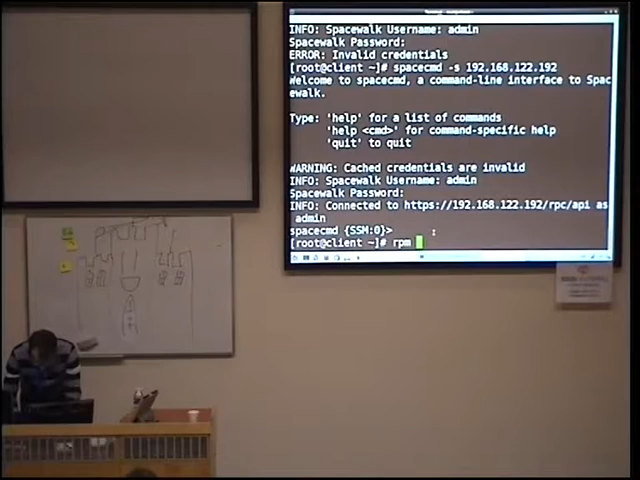 INFO: Spacewalk Username: admin
Spacewalk Password:
ERROR: Invalid credentials
[root@client ~]# spacecmd -s 192.168.122.192
Welcome to spacecmd, a command-line interface to Spac
ewalk.
Type: 'help' for a list of commands
'help <cmd>' for command-specific help
'quit' to quit
WARNING: Cached credentials are invalid
INFO: Spacewalk Username: admin
Spacewalk Password:
INFO: Connected to https://192.168.122.192/rpc/api as
admin
spacecmd {SSM:0}>
[root@client ~]# rpm